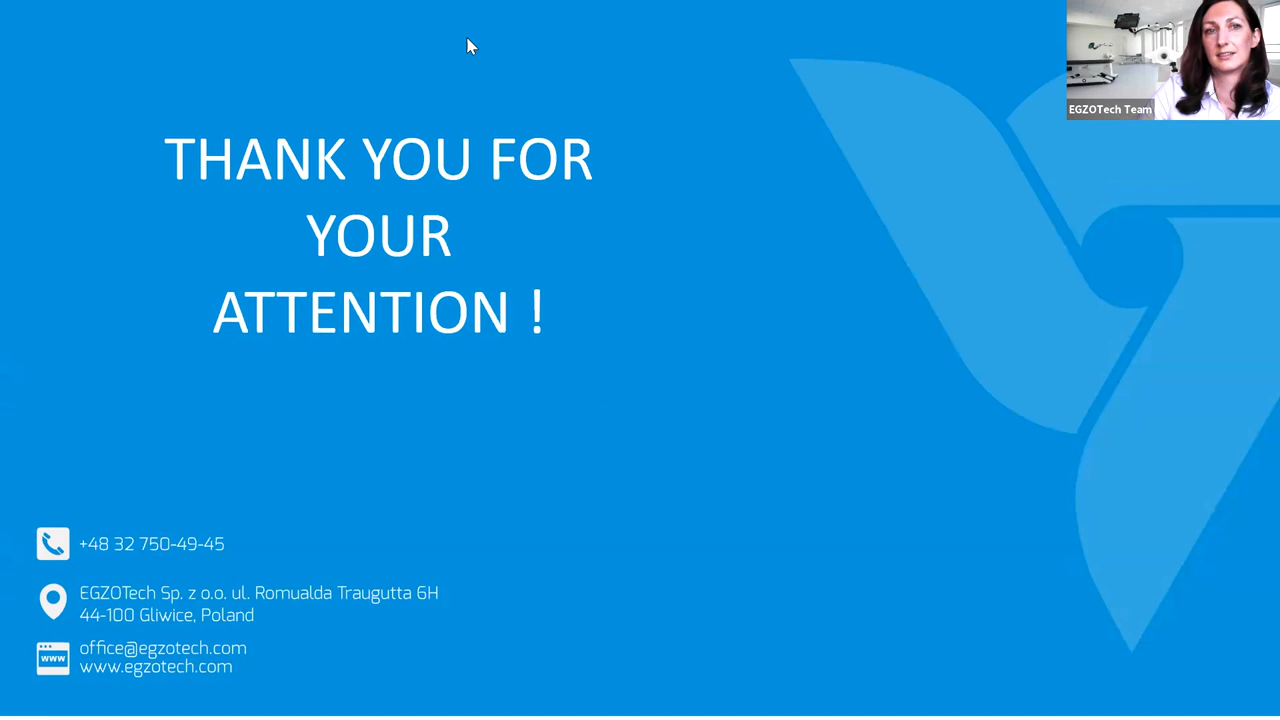 EGZOTech Team
THANK YOU FOR
YOUR
ATTENTION !
+48 32 750-49-45
EGZOTech Sp. z o.o. ul. Romualda Traugutta 6H
44-100 Gliwice, Poland
www
office@egzotech.com
www.egzotech.com